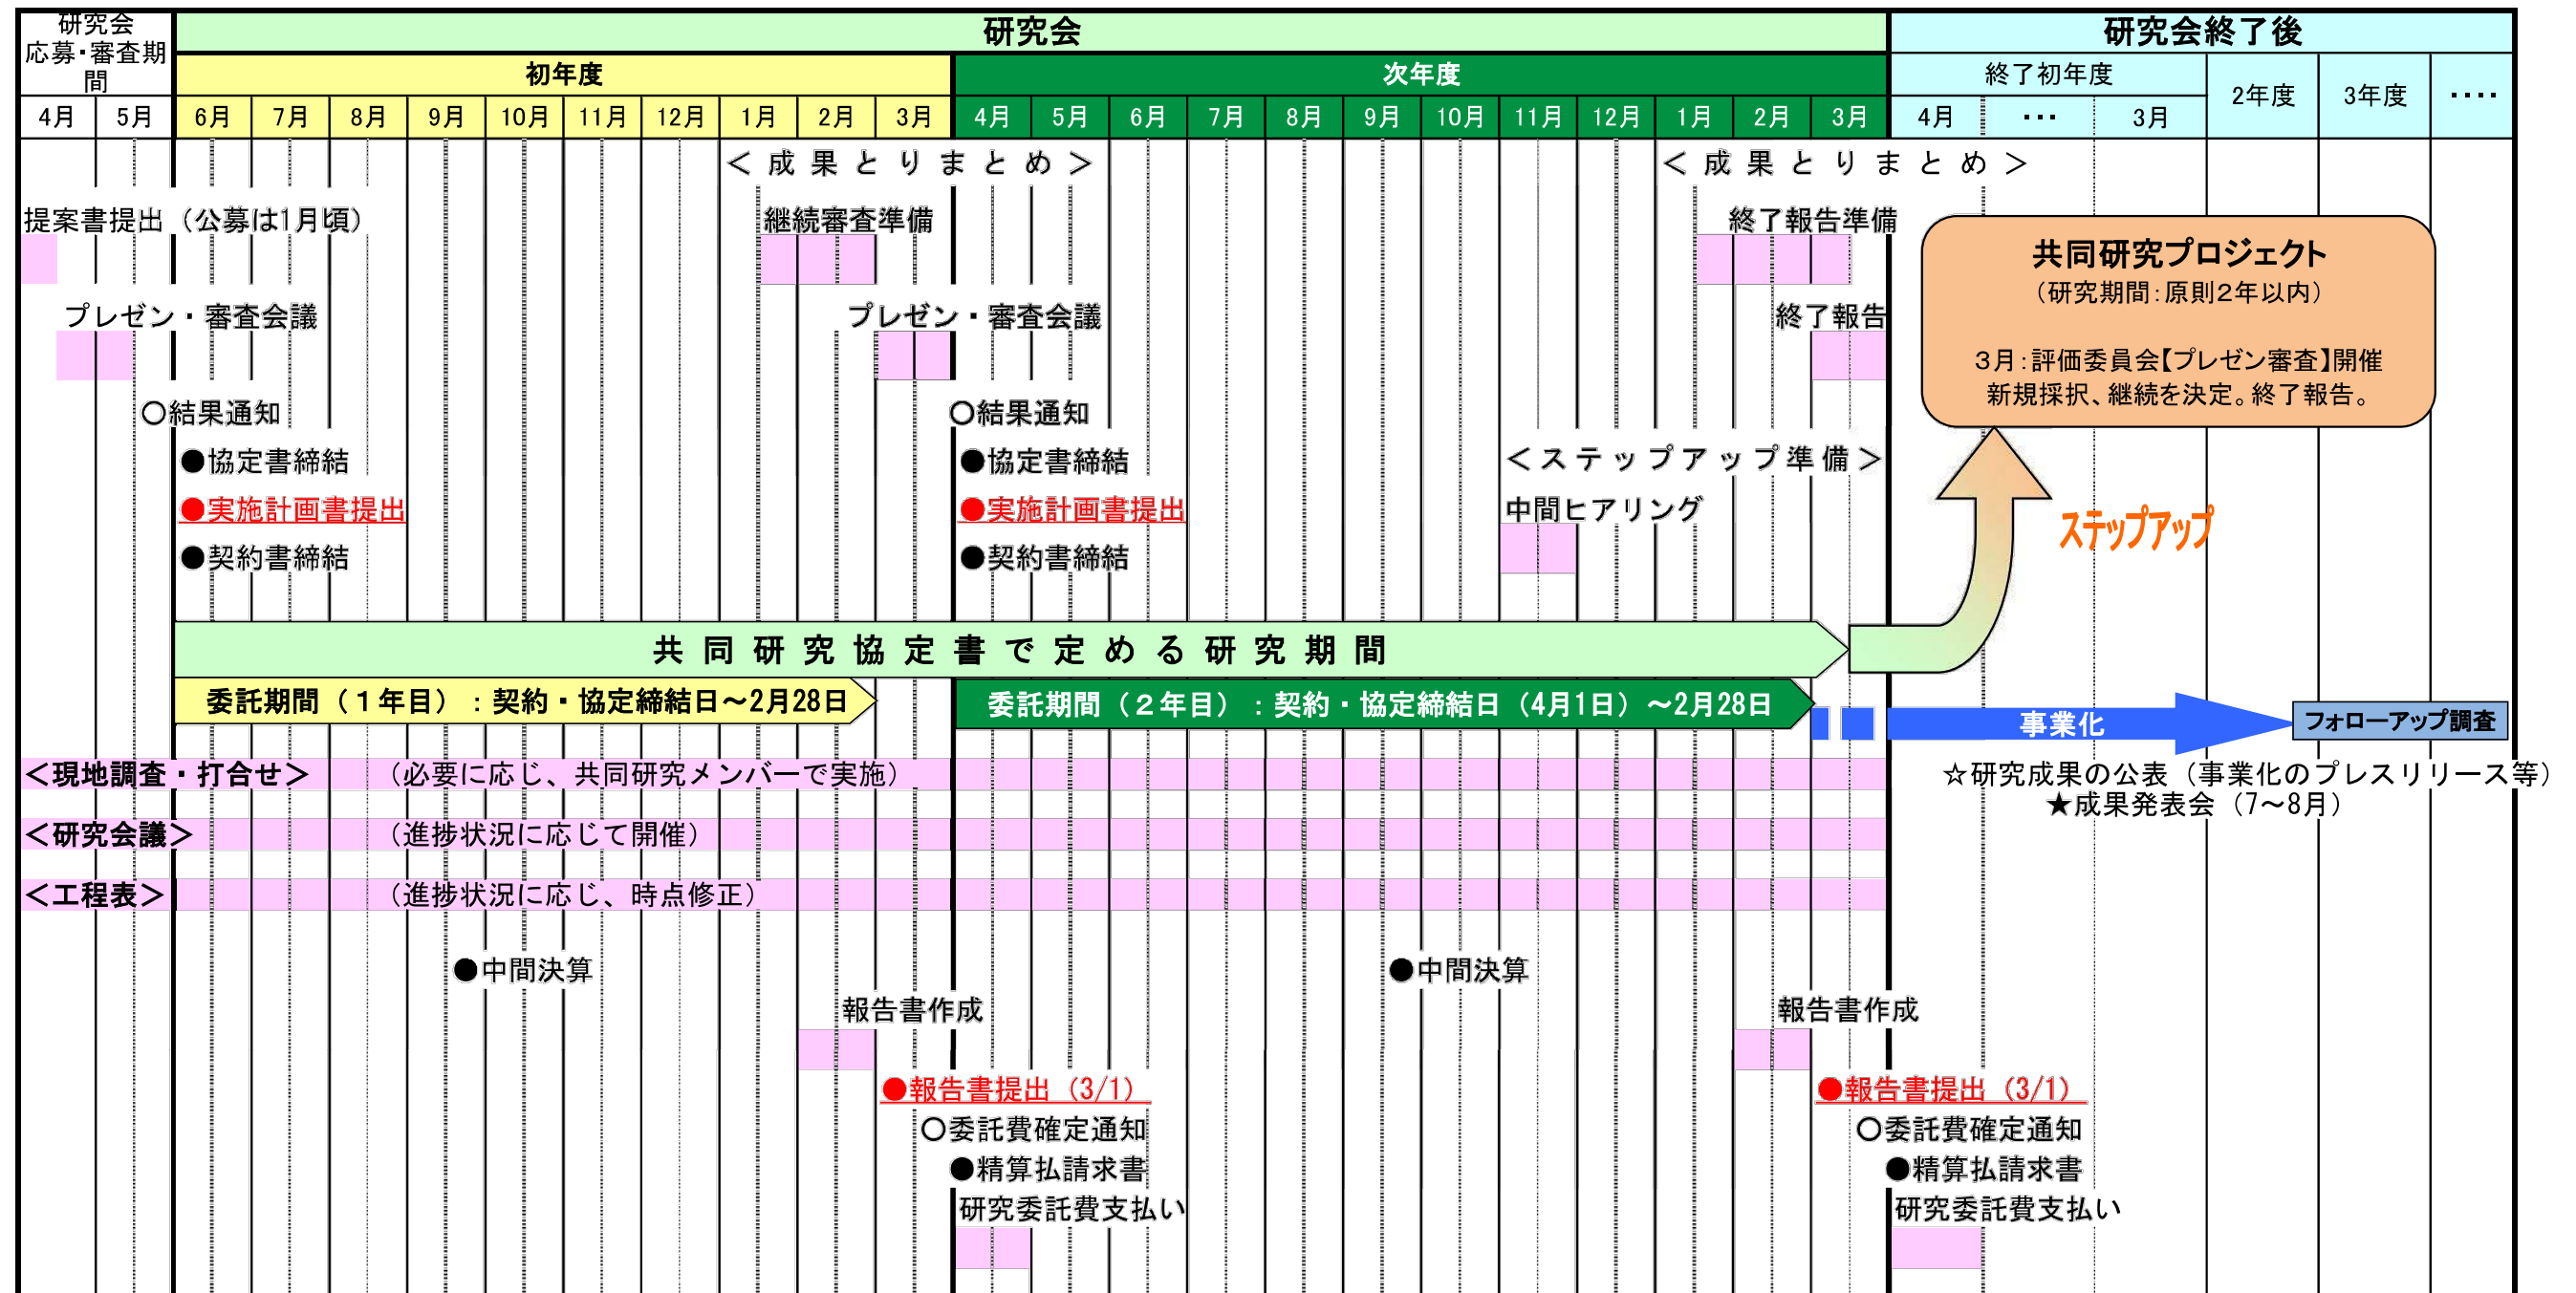 研究会
応募・審査期
間
研究会
研究会終了後
初年度
次年度
終了初年度
2年度
3年度
････
4月
5月
6月
7月
8月
9月
10月
11月
12月
1月
2月
3月
4月
5月
6月
7月
8月
9月
10月
11月
12月
1月
2月
3月
4月
･･･
3月
＜成果とりまとめ＞
＜成果とりまとめ＞
提案書提出（公募は1月頃）
継続審査準備
終了報告準備
プレゼン・審査会議
プレゼン・審査会議
終了報告
共同研究プロジェクト
（研究期間：原則2年以内）
3月：評価委員会【プレゼン審査】開催
新規採択、継続を決定。終了報告。
○結果通知
○結果通知
●協定書締結
●協定書締結
＜ステップアップ準備＞
●実施計画書提出
●実施計画書提出
中間ヒアリング
ステップアップ
●契約書締結
●契約書締結
共同研究協定書で定める研究期間
委託期間（１年目）：契約・協定締結日～2月28日
委託期間（２年目）：契約・協定締結日（4月1日）～2月28日
事業化
フォローアップ調査
＜現地調査・打合せ＞　（必要に応じ、共同研究メンバーで実施）
☆研究成果の公表（事業化のプレスリリース等）
★成果発表会（7～8月）
＜研究会議＞　（進捗状況に応じて開催）
＜工程表＞　（進捗状況に応じ、時点修正）
●中間決算
●中間決算
報告書作成
報告書作成
●報告書提出（3/1）
●報告書提出（3/1）
○委託費確定通知
○委託費確定通知
●精算払請求書
●精算払請求書
研究委託費支払い
研究委託費支払い